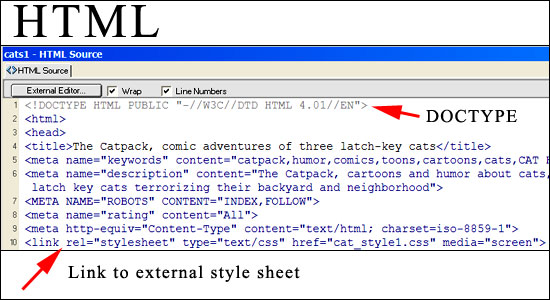 HTML
cats1 - HTML Source
<>HTML Source
External Editor... Wrap Line Numbers
1 <!DOCTYPE HTML PUBLIC "-//W3C//DTD HTML 4.01//EN">
DOCTYPE
2 <html>
3 <head>
4 <title>The Catpack, comic adventures of three latch-key cats</title>
5 <meta name="keywords" content="catpack,humor,comics,toons,cartoons,cats,CAT H
6 <meta name="description" content="The Catpack, cartoons and humor about cats,
latch key cats terrorizing their backyard and neighborhood">
7 <META NAME="ROBOTS" CONTENT="INDEX,FOLLOW">
8 <meta name="rating" content="All">
9 <meta http-equiv="Content-Type" content="text/html; charset=iso-8859-1">
10 <link rel="stylesheet" type="text/css" href="cat_style1.css" media="screen">
Link to external style sheet